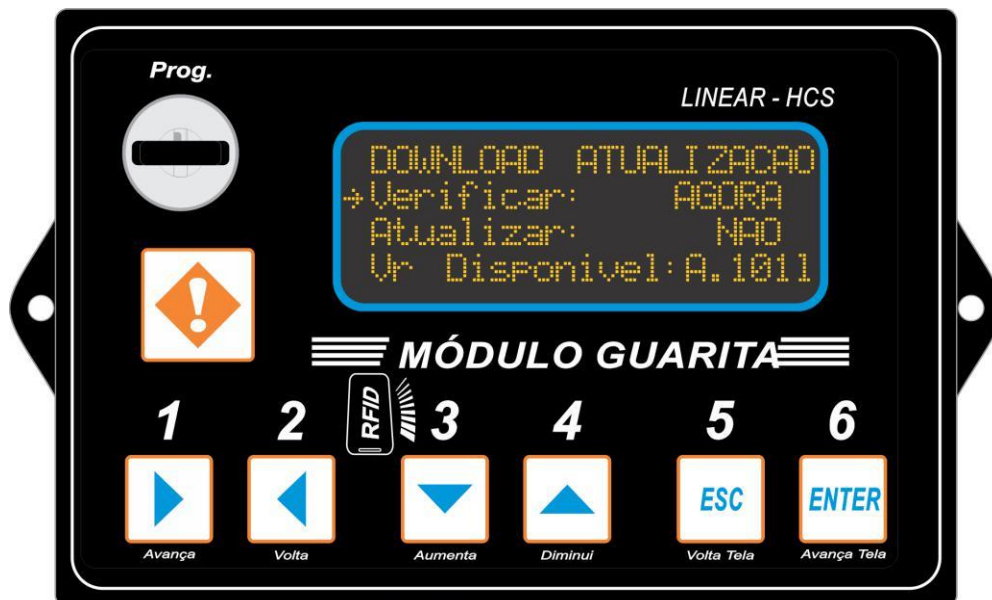 Prog.
LINEAR - HCS
DOWNLOAD ATUALIZACAO
→Verificar: AGORA
Atualizar: NAO
Vr Disponivel:A.101l
!
MÓDULO GUARITA
RFID
1 2 3 4 5 6
ESC ENTER
Avança Volta Aumenta Diminui Volta Tela Avança Tela